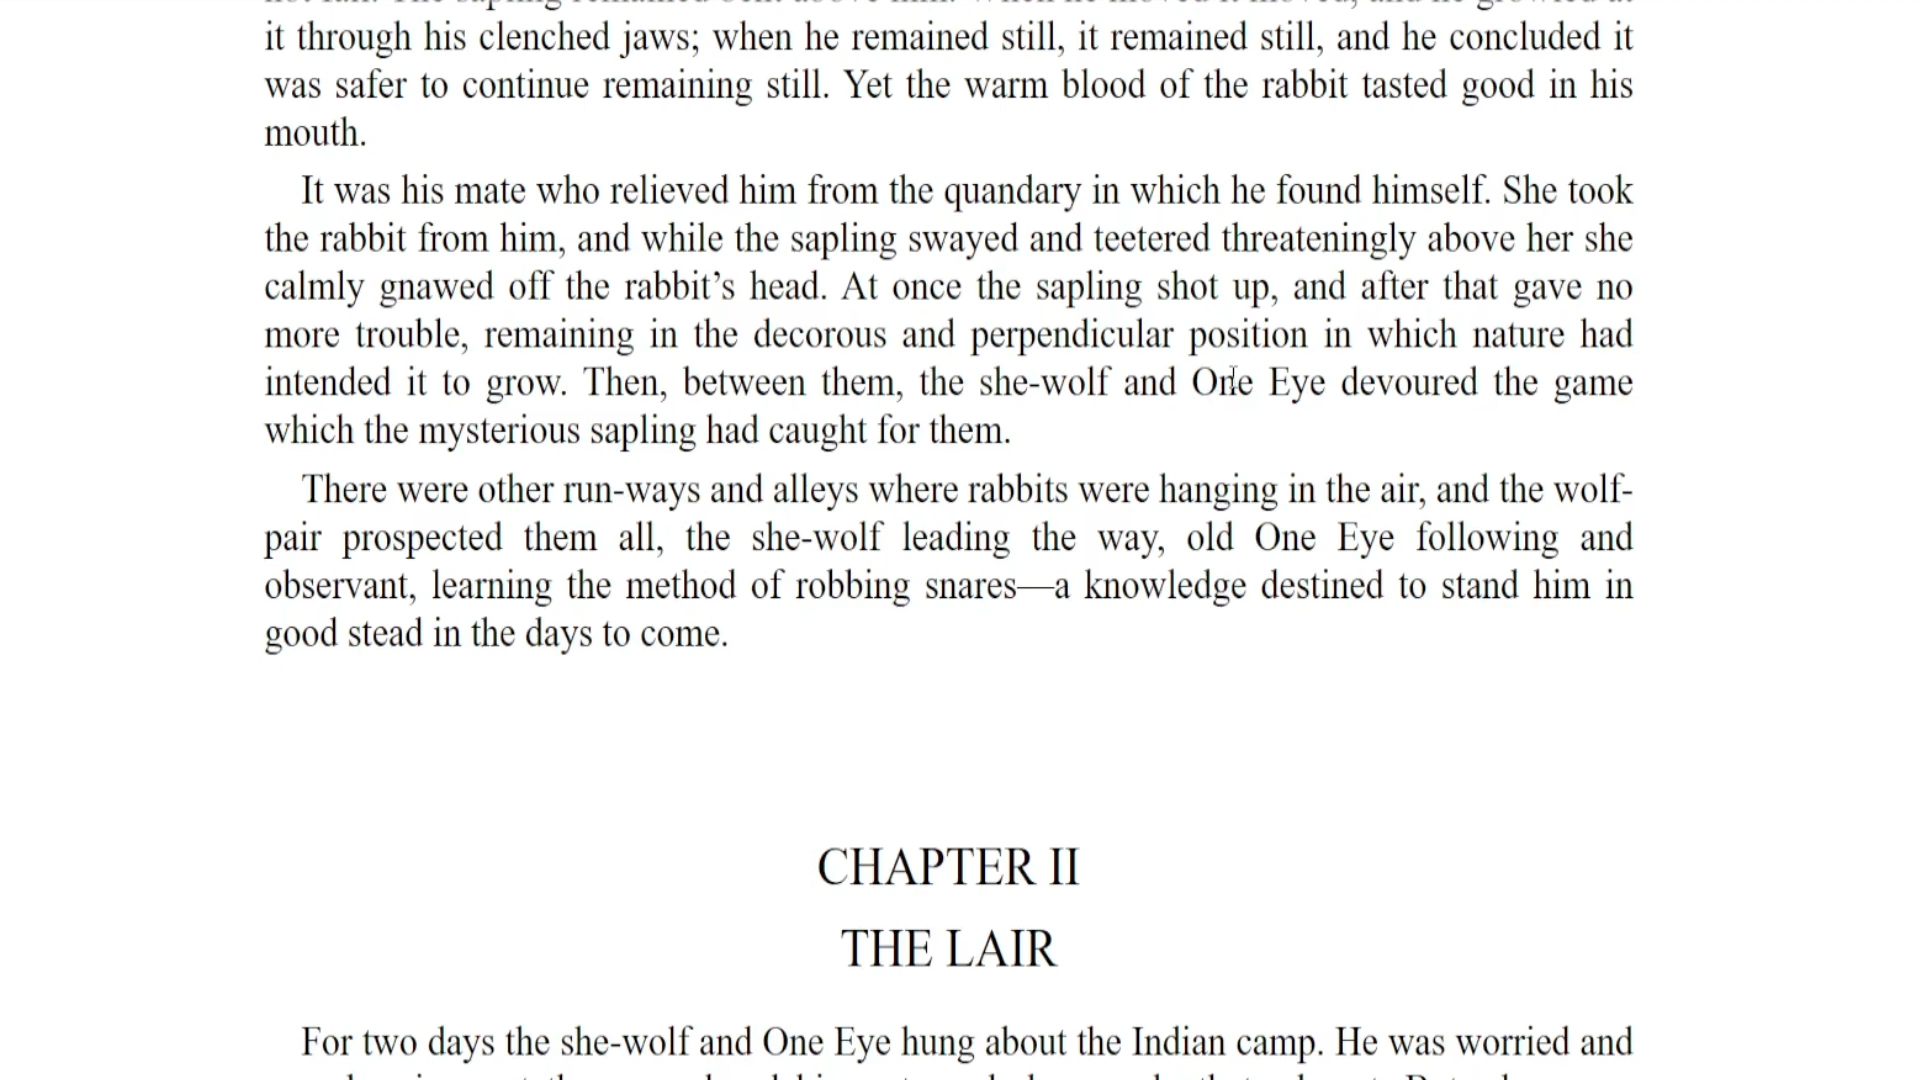 it through his clenched jaws; when he remained still, it remained still, and he concluded it
was safer to continue remaining still. Yet the warm blood of the rabbit tasted good in his
mouth.
It was his mate who relieved him from the quandary in which he found himself. She took
the rabbit from him, and while the sapling swayed and teetered threateningly above her she
calmly gnawed off the rabbit’s head. At once the sapling shot up, and after that gave no
more trouble, remaining in the decorous and perpendicular position in which nature had
intended it to grow. Then, between them, the she-wolf and One Eye devoured the game
which the mysterious sapling had caught for them.
There were other run-ways and alleys where rabbits were hanging in the air, and the wolf-
pair prospected them all, the she-wolf leading the way, old One Eye following and
observant, learning the method of robbing snares—a knowledge destined to stand him in
good stead in the days to come.
CHAPTER II
THE LAIR
For two days the she-wolf and One Eye hung about the Indian camp. He was worried and